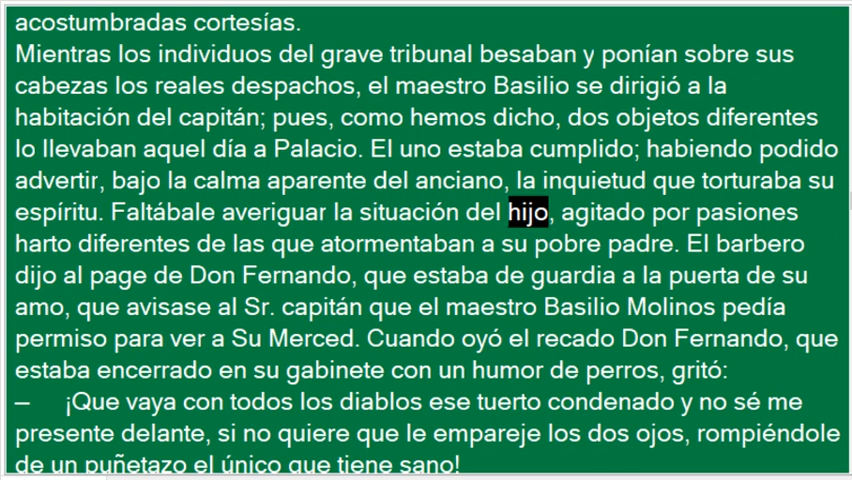 acostumbradas cortesías.
Mientras los individuos del grave tribunal besaban y ponían sobre sus
cabezas los reales despachos, el maestro Basilio se dirigió a la
habitación del capitán; pues, como hemos dicho, dos objetos diferentes
lo llevaban aquel día a Palacio. El uno estaba cumplido; habiendo podido
advertir, bajo la calma aparente del anciano, la inquietud que torturaba su
espíritu. Faltábale averiguar la situación del hijo, agitado por pasiones
harto diferentes de las que atormentaban a su pobre padre. El barbero
dijo al page de Don Fernando, que estaba de guardia a la puerta de su
amo, que avisase al Sr. capitán que el maestro Basilio Molinos pedía
permiso para ver a Su Merced. Cuando oyó el recado Don Fernando, que
estaba encerrado en su gabinete con un humor de perros, gritó:
– ¡Que vaya con todos los diablos ese tuerto condenado y no sé me
presente delante, si no quiere que le empareje los dos ojos, rompiéndole
de un puñetazo el único que tiene sano!